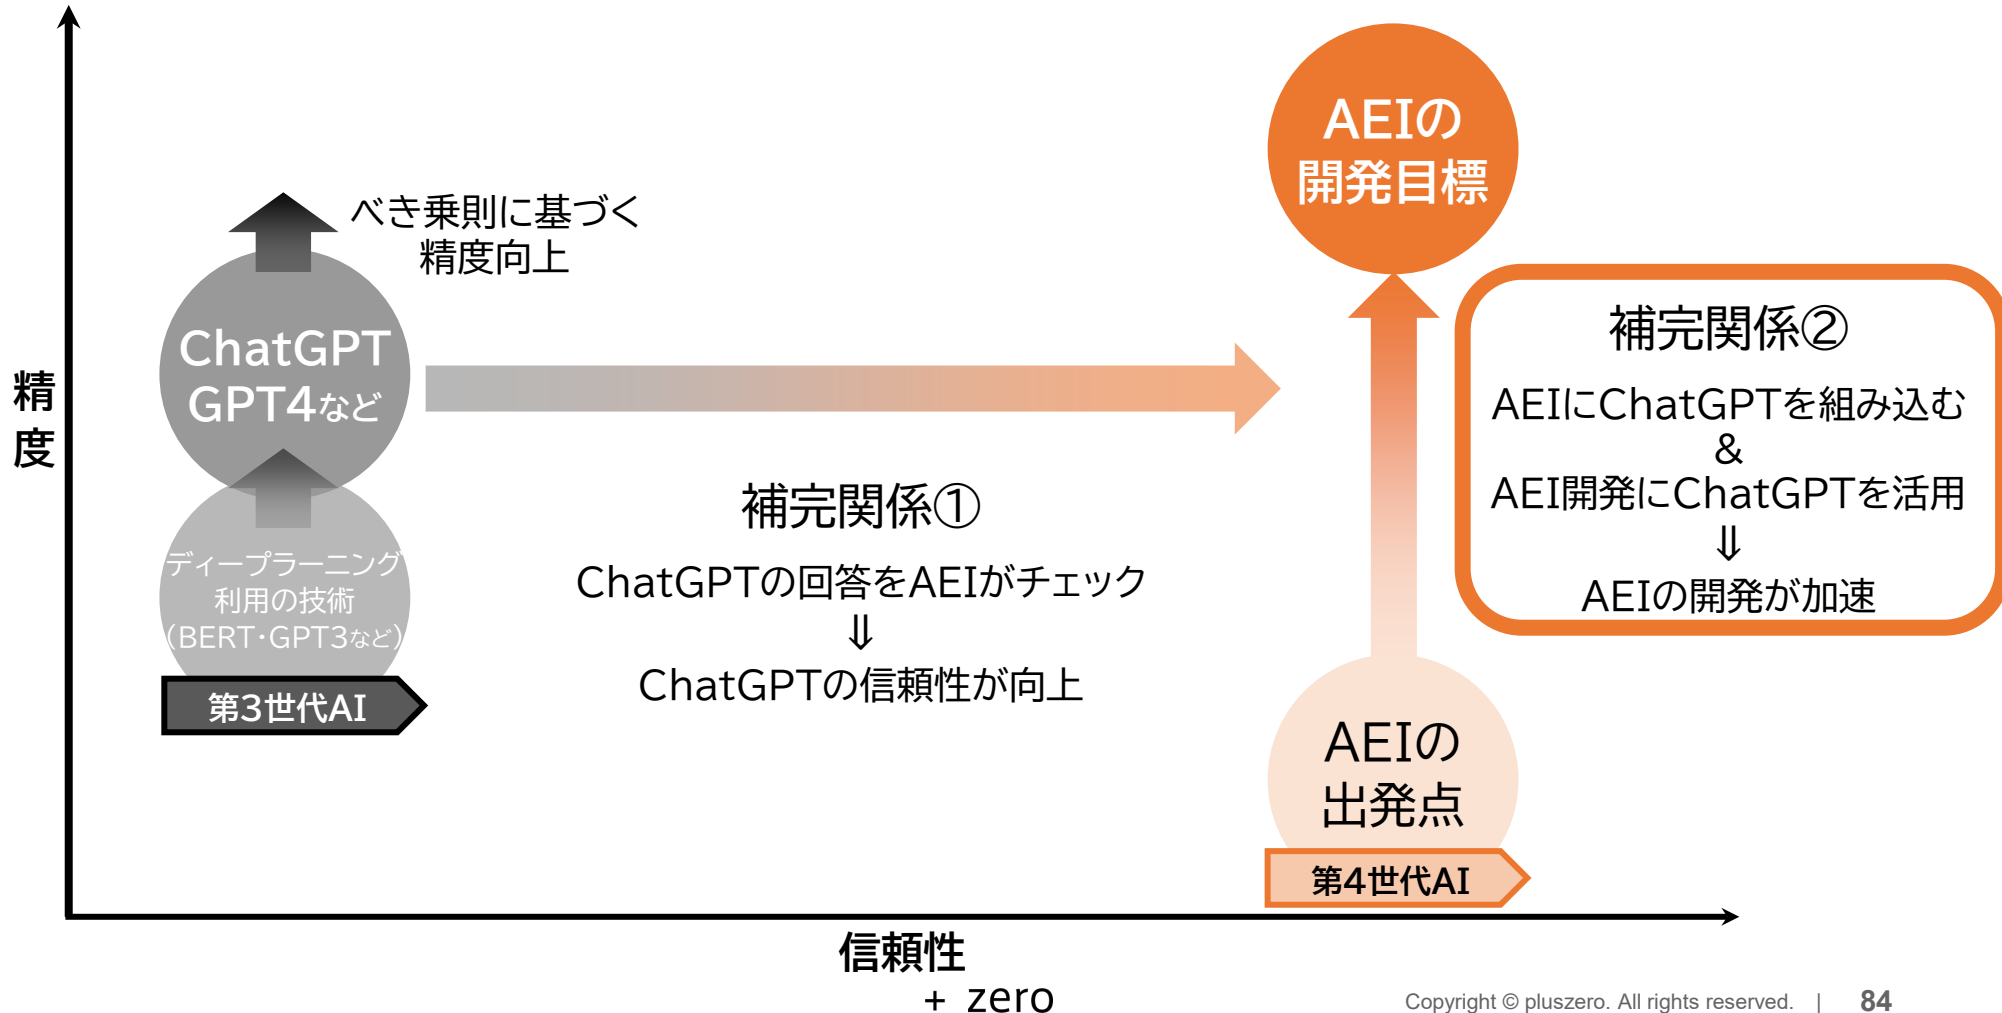 精度
べき乗則に基づく
精度向上
ChatGPT
GPT4など
ディープラーニング
利用の技術
(BERT・GPT3など)
第3世代AI
補完関係①
ChatGPTの回答をAEIがチェック
⇓
ChatGPTの信頼性が向上
AEIの
開発目標
補完関係②
AEIにChatGPTを組み込む
&
AEI開発にChatGPTを活用
⇓
AEIの開発が加速
AEIの
出発点
第4世代AI
信頼性
+ zero
Copyright © pluszero. All rights reserved. | 84